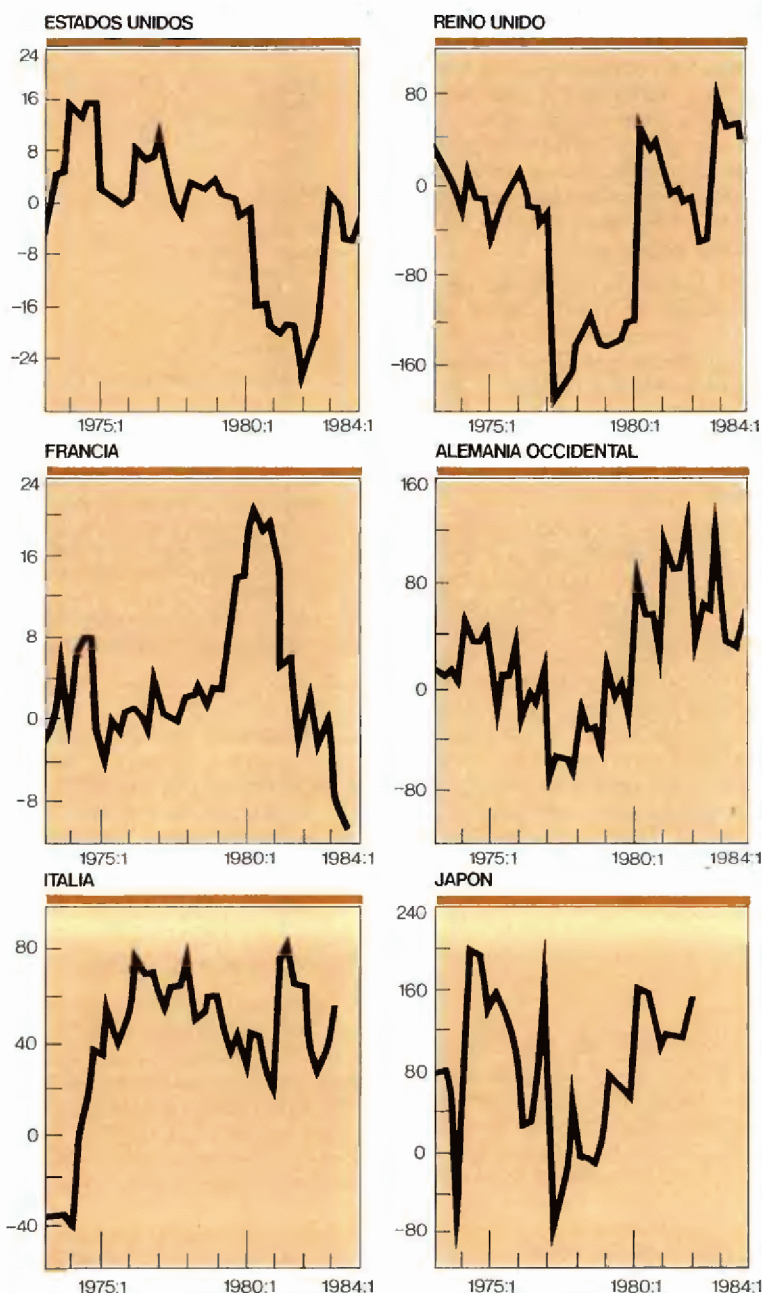 ESTADOS UNIDOS
24
16
8
0
-8
-16
-24
1975:1 1980:1 1984:1
REINO UNIDO
80
0
-80
-160
1975:1 1980:1 1984:1
FRANCIA
24
16
8
0
-8
1975:1 1980:1 1984:1
ALEMANIA OCCIDENTAL
160
80
0
-80
1975:1 1980:1 1984:1
ITALIA
80
40
0
-40
1975:1 1980:1 1984:1
JAPON
240
160
80
0
-80
1975:1 1980:1 1984:1